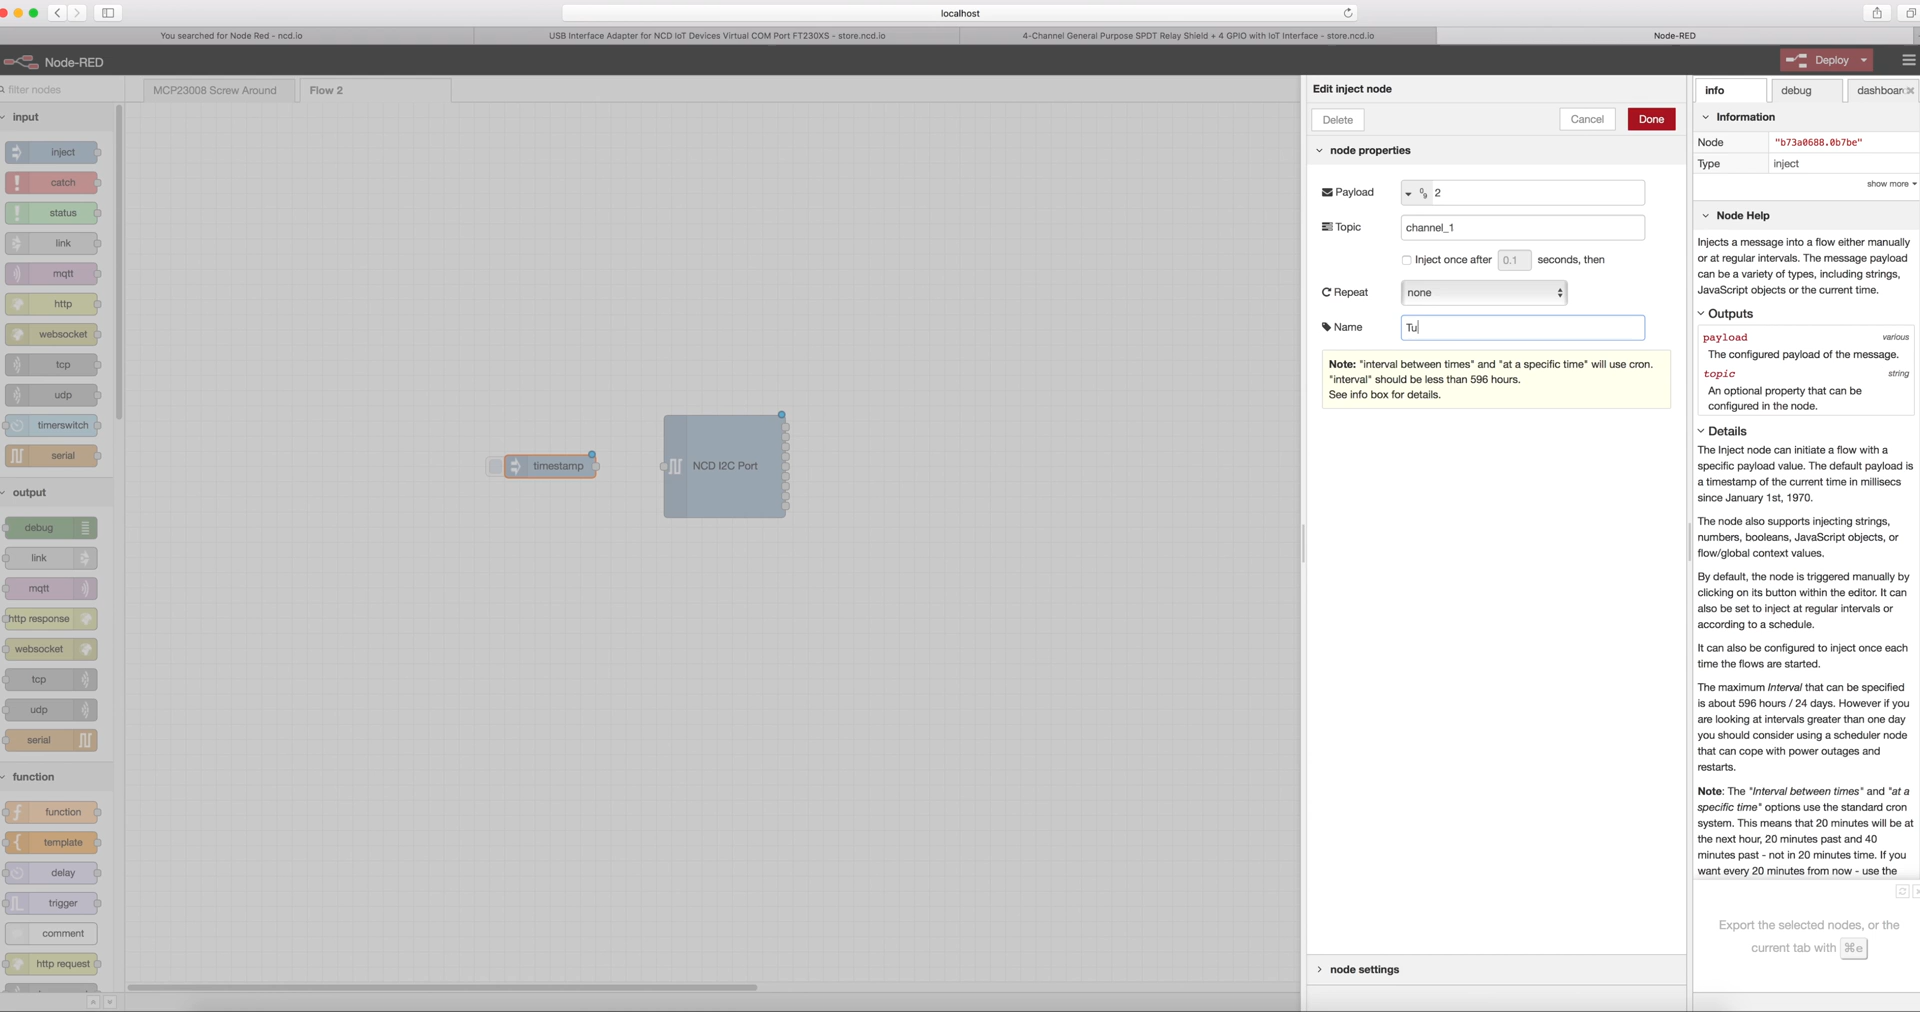 localhost
You searched for Node Red - ncd.io
USB Interface Adapter for NCD IoT Devices Virtual COM Port FT230XS - store.ncd.io
4-Channel General Purpose SPDT Relay Shield + 4 GPIO with IoT Interface - store.ncd.io
Node-RED
Node-RED
Deploy
filter nodes
MCP23008 Screw Around
Flow 2
input
inject
catch
status
link
mqtt
http
websocket
tcp
udp
timerswitch
serial
output
debug
link
mqtt
http response
websocket
tcp
udp
serial
function
function
template
delay
trigger
comment
http request
timestamp
NCD I2C Port
Edit inject node
Delete
Cancel
Done
node properties
Payload
2
Topic
channel_1
Inject once after 0.1 seconds, then
Repeat
none
Name
Tu
Note: "interval between times" and "at a specific time" will use cron.
"interval" should be less than 596 hours.
See info box for details.
node settings
info
debug
dashboar
Information
Node "b73a0688.0b7be"
Type inject
show more
Node Help
Injects a message into a flow either manually
or at regular intervals. The message payload
can be a variety of types, including strings,
JavaScript objects or the current time.
Outputs
payload various
The configured payload of the message.
topic string
An optional property that can be
configured in the node.
Details
The Inject node can initiate a flow with a
specific payload value. The default payload is
a timestamp of the current time in millisecs
since January 1st, 1970.
The node also supports injecting strings,
numbers, booleans, JavaScript objects, or
flow/global context values.
By default, the node is triggered manually by
clicking on its button within the editor. It can
also be set to inject at regular intervals or
according to a schedule.
It can also be configured to inject once each
time the flows are started.
The maximum Interval that can be specified
is about 596 hours / 24 days. However if you
are looking at intervals greater than one day
you should consider using a scheduler node
that can cope with power outages and
restarts.
Note: The "Interval between times" and "at a
specific time" options use the standard cron
system. This means that 20 minutes will be at
the next hour, 20 minutes past and 40
minutes past - not in 20 minutes time. If you
want every 20 minutes from now - use the
Export the selected nodes, or the
current tab with ⌘e